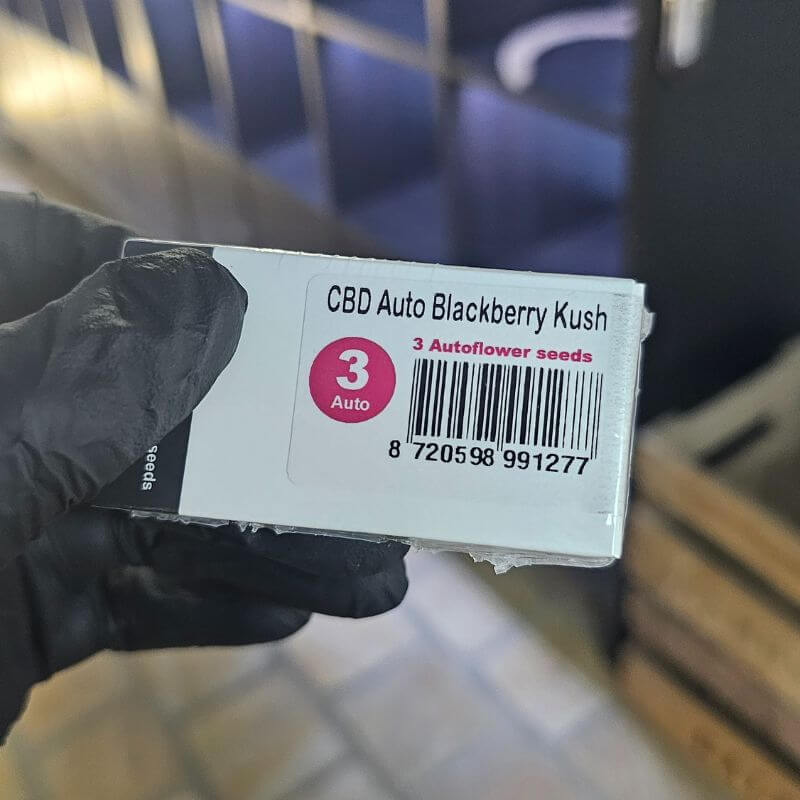 CBD Auto Blackberry Kush
3 Autoflower seeds
3
Auto
8 720598 991277
seeds